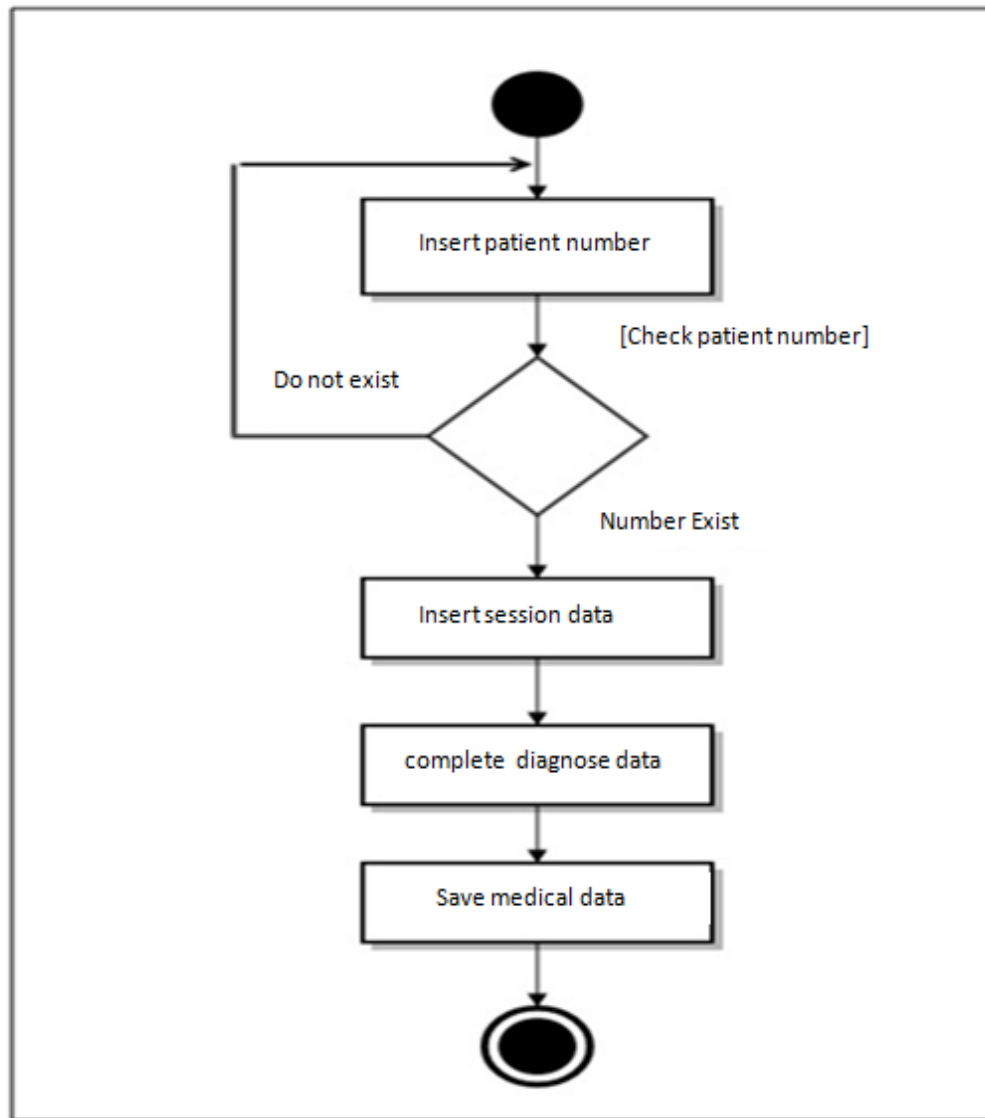 Insert patient number
[Check patient number]
Do not exist
Number Exist
Insert session data
complete diagnose data
Save medical data